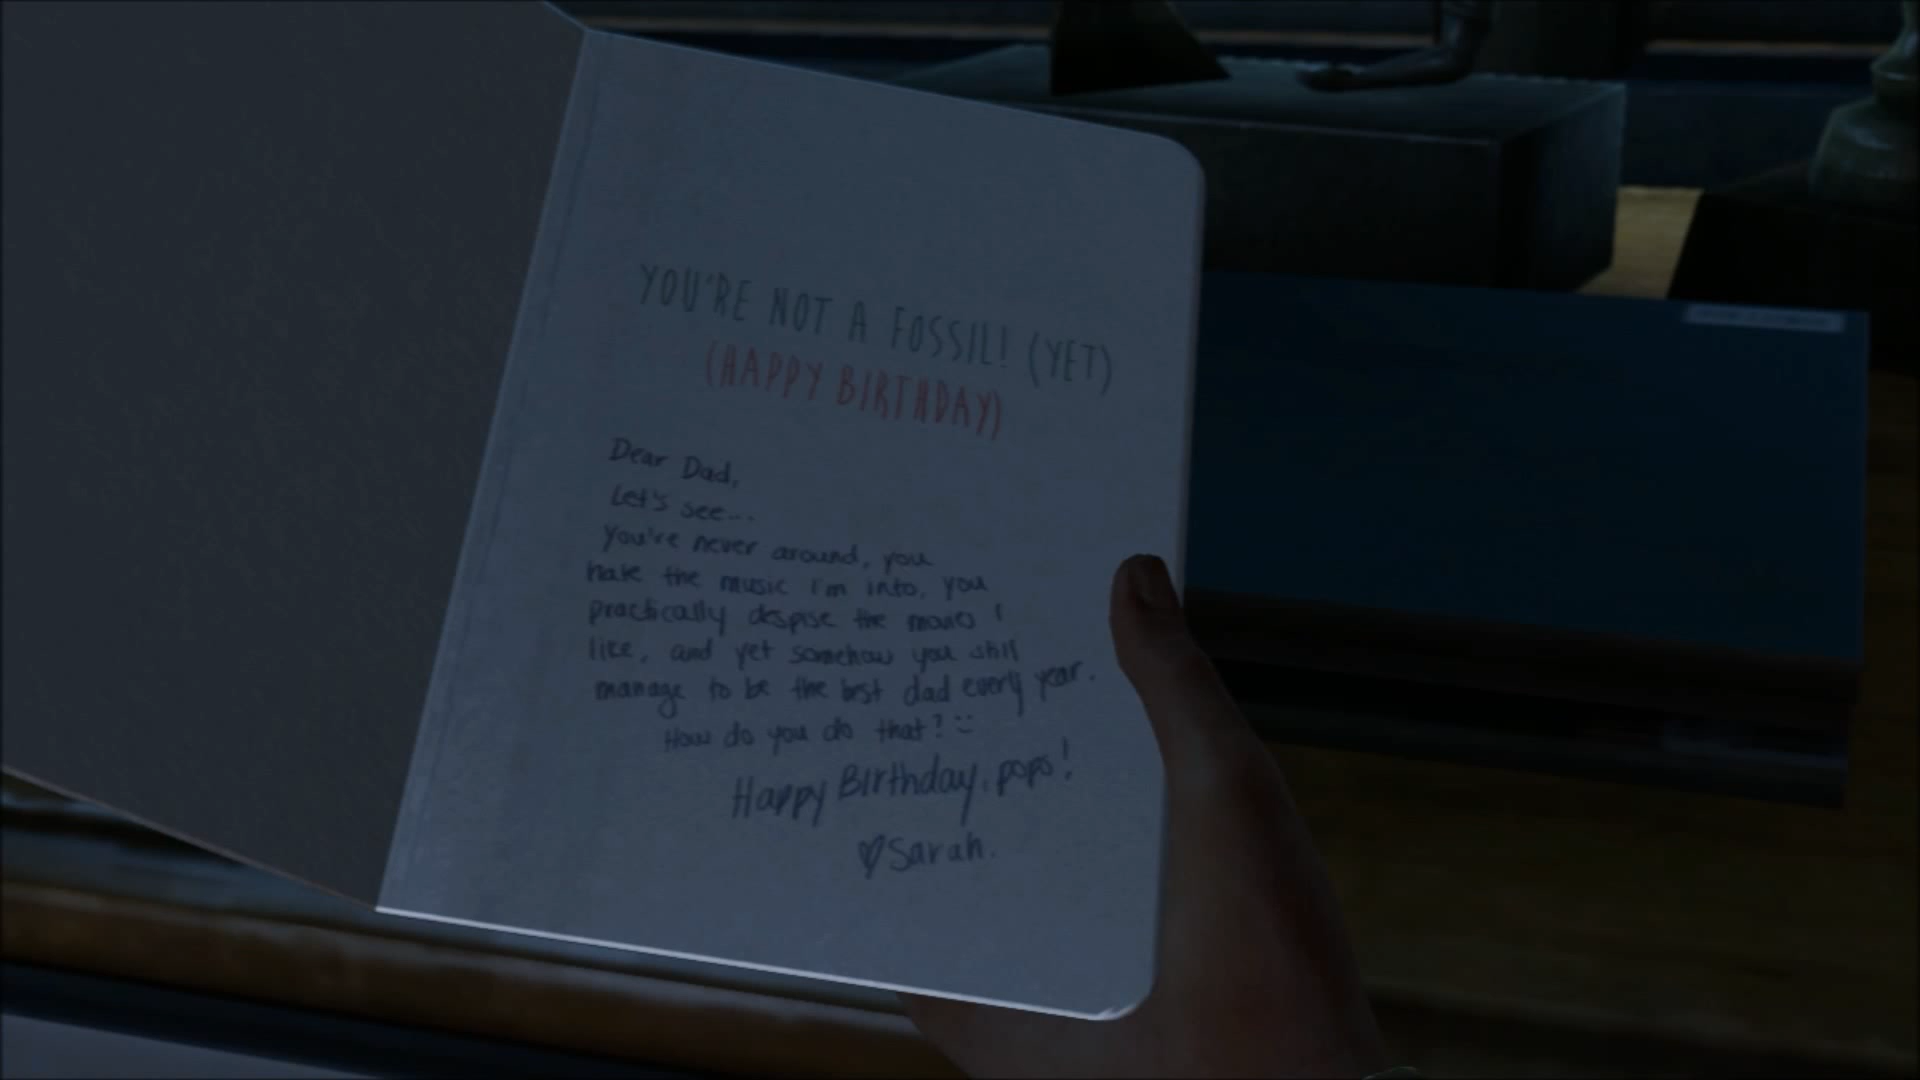 YOU'RE NOT A FOSSIL! (YET)
(HAPPY BIRTHDAY)
Dear Dad,
Let's see...
you're never around, you
hate the music I'm into, you
practically despise the movies I
like, and yet somehow you still
manage to be the best dad every year.
How do you do that? :)
Happy Birthday, pops!
♡Sarah.